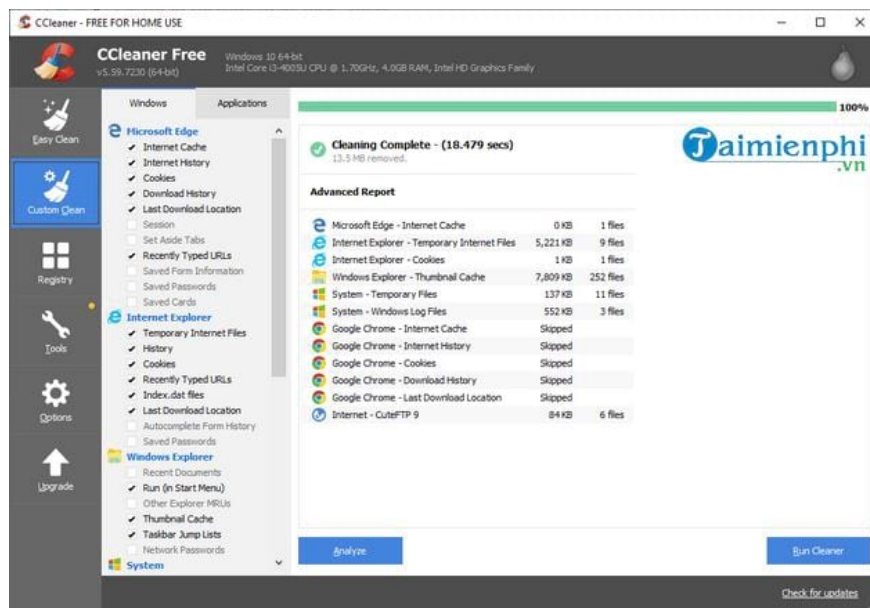 CCleaner - FREE FOR HOME USE
CCleaner Free
v5.59.7230 (64-bit)
Windows 10 64-bit
Intel Core i3-4005U CPU @ 1.70GHz, 4.0GB RAM, Intel HD Graphics Family
Easy Clean
Custom Clean
Registry
Tools
Options
Upgrade
Windows Applications
Microsoft Edge
Internet Cache
Internet History
Cookies
Download History
Last Download Location
Session
Set Aside Tabs
Recently Typed URLs
Saved Form Information
Saved Passwords
Saved Cards
Internet Explorer
Temporary Internet Files
History
Cookies
Recently Typed URLs
Index.dat files
Last Download Location
Autocomplete Form History
Saved Passwords
Windows Explorer
Recent Documents
Run (in Start Menu)
Other Explorer MRUs
Thumbnail Cache
Taskbar Jump Lists
Network Passwords
System
100%
Taimienphi
.vn
Cleaning Complete - (18.479 secs)
13.5 MB removed.
Advanced Report
Microsoft Edge - Internet Cache 0 KB 1 files
Internet Explorer - Temporary Internet Files 5,221 KB 9 files
Internet Explorer - Cookies 1 KB 1 files
Windows Explorer - Thumbnail Cache 7,809 KB 252 files
System - Temporary Files 137 KB 11 files
System - Windows Log Files 552 KB 3 files
Google Chrome - Internet Cache Skipped
Google Chrome - Internet History Skipped
Google Chrome - Cookies Skipped
Google Chrome - Download History Skipped
Google Chrome - Last Download Location Skipped
Internet - CuteFTP 9 84 KB 6 files
Analyze
Run Cleaner
Check for updates